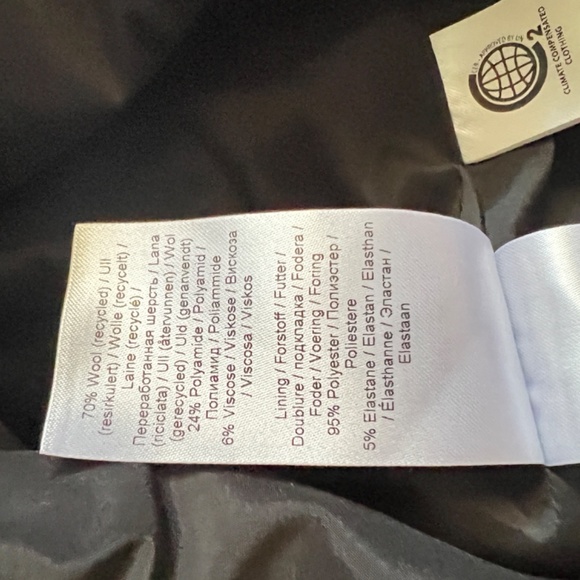 70% Wool (recycled) / Ull
(resirkulert) / Wolle (recycelt) /
Laine (recyclé) /
Переработанная шерсть / Lana
(riciclata) / Ull (återvunnen) / Wol
(gerecycled) / Uld (genanvendt)
24% Polyamide / Polyamid /
Полиамид / Poliammide
6% Viscose / Viskose / Вискоза
/ Viscosa / Viskos
Lining / Forstoff / Futter /
Doublure / подкладка / Fodera /
Foder / Voering / Foring
95% Polyester / Полиэстер /
Poliestere
5% Elastane / Elastan / Elasthan
/ Élasthanne / Эластан /
Elastaan
2
CLIMATE COMPENSATED
CLOTHING